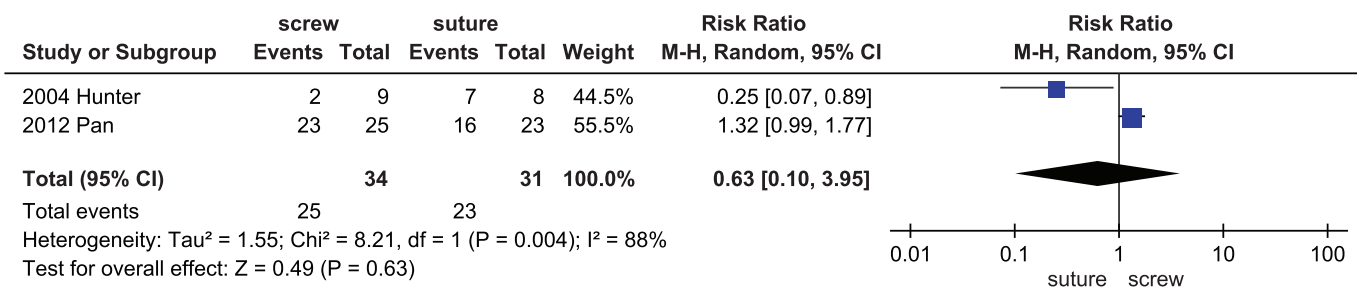 screw suture Risk Ratio Risk Ratio
Study or Subgroup Events Total Events Total Weight M-H, Random, 95% CI M-H, Random, 95% CI
2004 Hunter 2 9 7 8 44.5% 0.25 [0.07, 0.89]
2012 Pan 23 25 16 23 55.5% 1.32 [0.99, 1.77]
Total (95% CI) 34 31 100.0% 0.63 [0.10, 3.95]
Total events 25 23
Heterogeneity: Tau² = 1.55; Chi² = 8.21, df = 1 (P = 0.004); I² = 88%
Test for overall effect: Z = 0.49 (P = 0.63)
0.01 0.1 1 10 100
suture screw